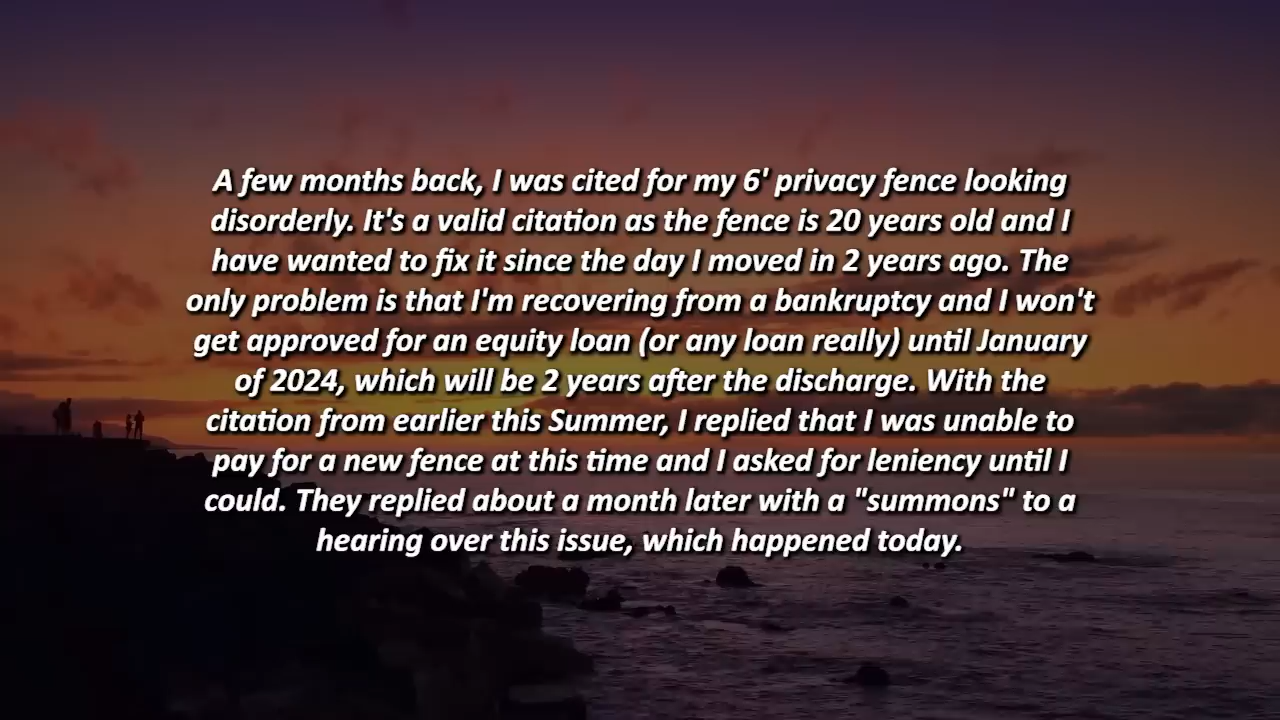 A few months back, I was cited for my 6' privacy fence looking
disorderly. It's a valid citation as the fence is 20 years old and I
have wanted to fix it since the day I moved in 2 years ago. The
only problem is that I'm recovering from a bankruptcy and I won't
get approved for an equity loan (or any loan really) until January
of 2024, which will be 2 years after the discharge. With the
citation from earlier this Summer, I replied that I was unable to
pay for a new fence at this time and I asked for leniency until I
could. They replied about a month later with a "summons" to a
hearing over this issue, which happened today.